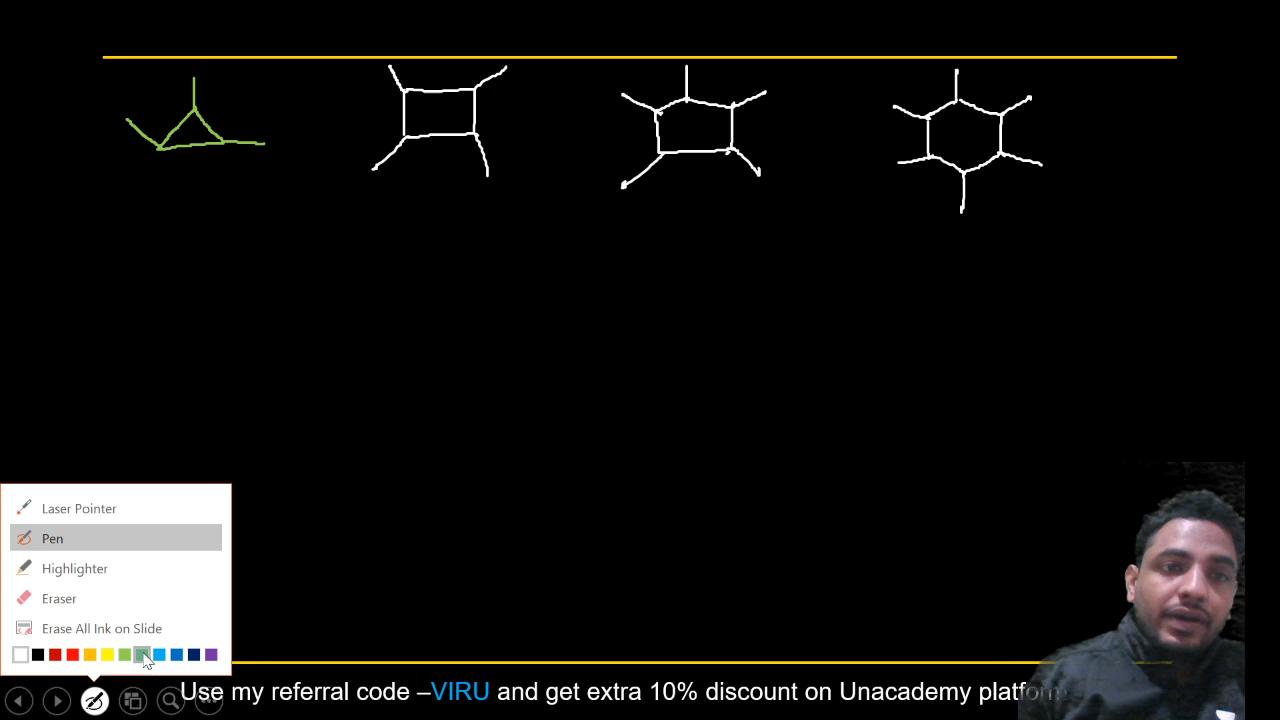 Laser Pointer
Pen
Highlighter
Eraser
Erase All Ink on Slide
Use my referral code –VIRU and get extra 10% discount on Unacademy platform